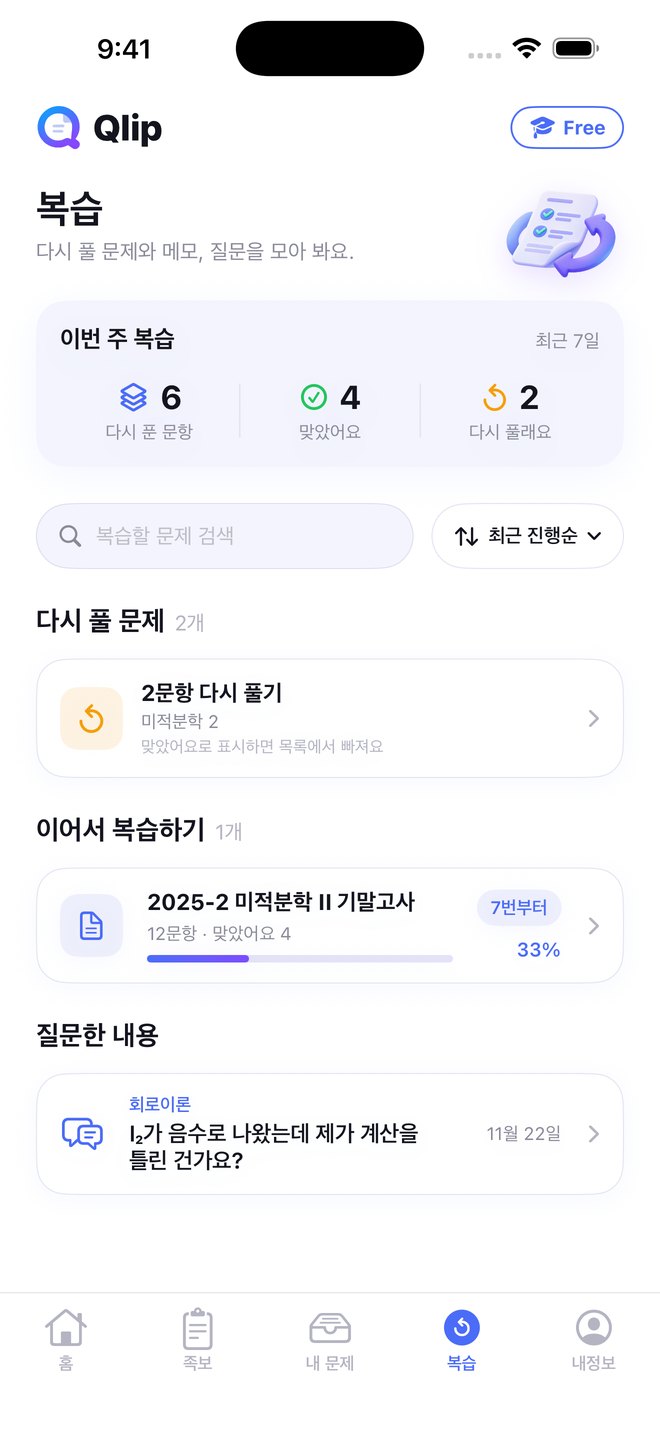 9:41
Qlip
Free
복습
다시 풀 문제와 메모, 질문을 모아 봐요.
이번 주 복습
최근 7일
6
다시 푼 문항
4
맞았어요
2
다시 풀래요
복습할 문제 검색
최근 진행순
다시 풀 문제 2개
2문항 다시 풀기
미적분학 2
맞았어요로 표시하면 목록에서 빠져요
이어서 복습하기 1개
2025-2 미적분학 II 기말고사
7번부터
12문항 · 맞았어요 4
33%
질문한 내용
회로이론
I₂가 음수로 나왔는데 제가 계산을
틀린 건가요?
11월 22일
홈
족보
내 문제
복습
내정보